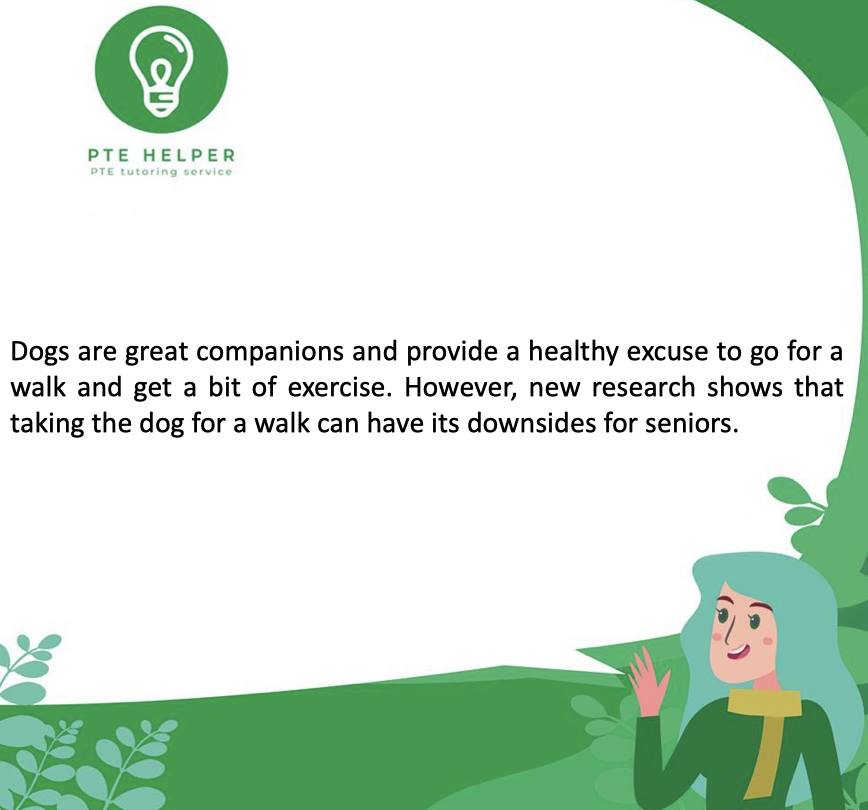 PTE HELPER
PTE tutoring service
Dogs are great companions and provide a healthy excuse to go for a
walk and get a bit of exercise. However, new research shows that
taking the dog for a walk can have its downsides for seniors.